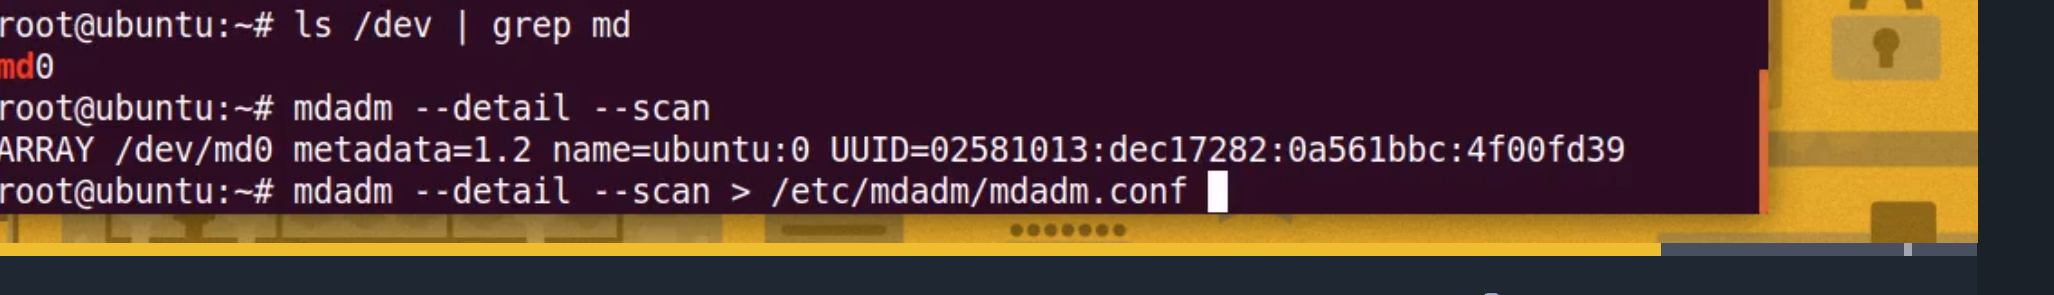 root@ubuntu:~# ls /dev | grep md
md0
root@ubuntu:~# mdadm --detail --scan
ARRAY /dev/md0 metadata=1.2 name=ubuntu:0 UUID=02581013:dec17282:0a561bbc:4f00fd39
root@ubuntu:~# mdadm --detail --scan > /etc/mdadm/mdadm.conf